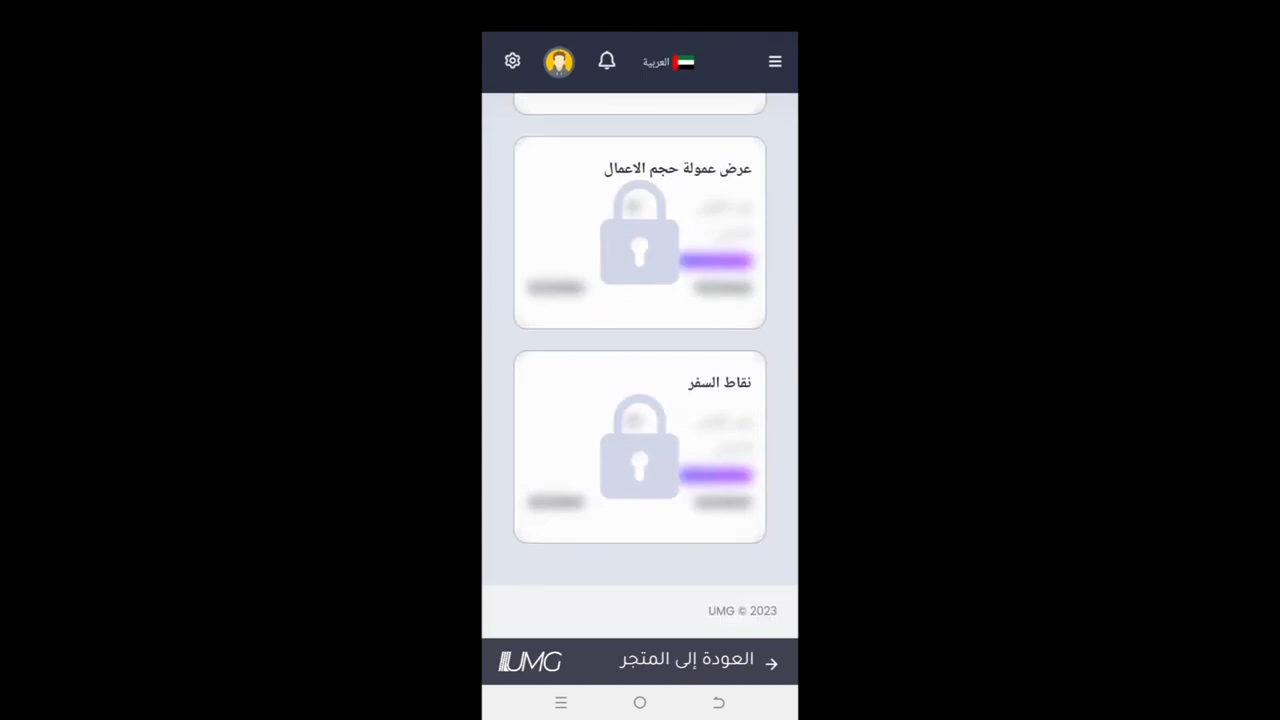 العربية
عرض عمولة حجم الاعمال
نقاط السفر
UMG © 2023
العودة إلى المتجر
UMG